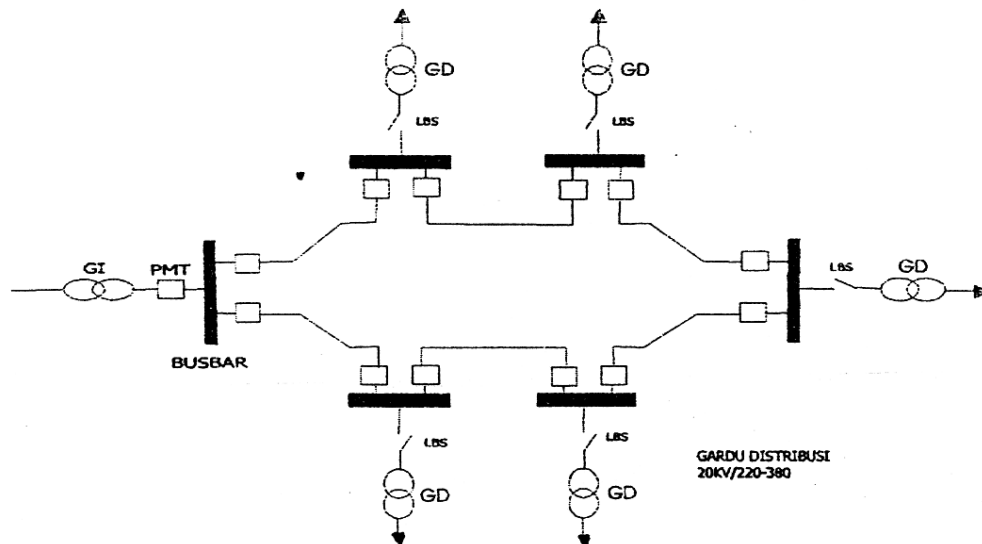 GD
GD
LBS
LBS
GI
PMT
LBS
GD
BUSBAR
LBS
LBS
GD
GD
GARDU DISTRIBUSI
20KV/220-380